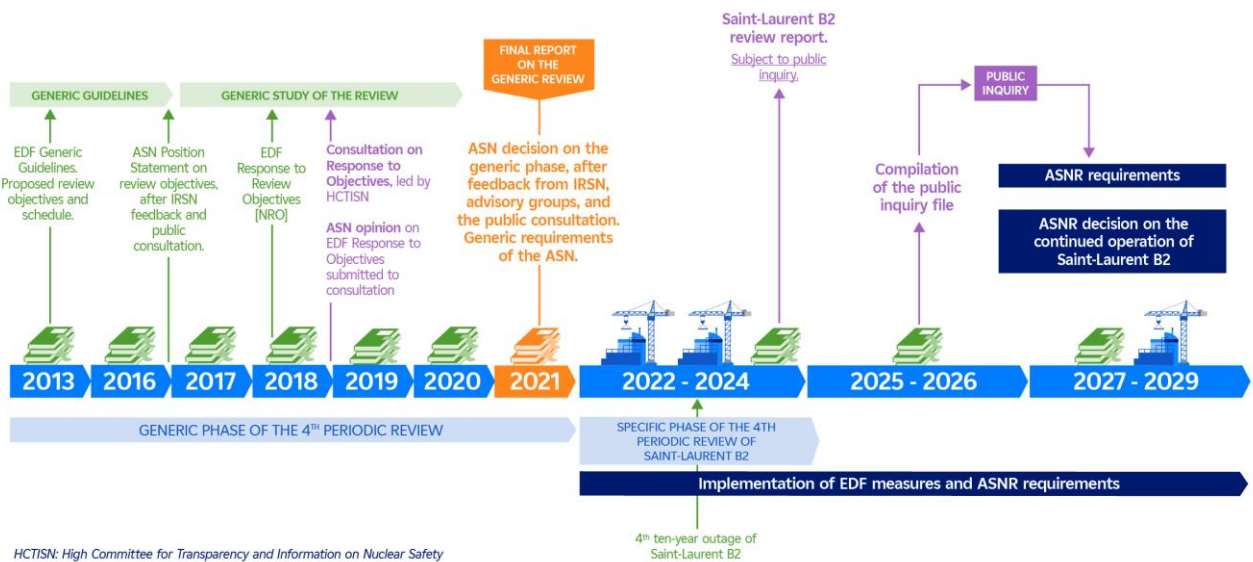 Saint-Laurent B2
review report.
Subject to public
inquiry.
FINAL REPORT
ON THE
GENERIC REVIEW
PUBLIC
INQUIRY
GENERIC GUIDELINES
GENERIC STUDY OF THE REVIEW
EDF Generic
Guidelines.
Proposed review
objectives and
schedule.
ASN Position
Statement on
review objectives,
after IRSN
feedback and
public
consultation.
EDF
Response to
Review
Objectives
[NRO]
Consultation on
Response to
Objectives, led by
HCTISN
ASN opinion on
EDF Response to
Objectives
submitted to
consultation
ASN decision on the
generic phase, after
feedback from IRSN,
advisory groups, and
the public consultation.
Generic requirements
of the ASN.
Compilation
of the public
inquiry file
ASNR requirements
ASNR decision on the
continued operation of
Saint-Laurent B2
2013
2016
2017
2018
2019
2020
2021
2022 - 2024
2025 - 2026
2027 - 2029
GENERIC PHASE OF THE 4TH PERIODIC REVIEW
SPECIFIC PHASE OF THE 4TH
PERIODIC REVIEW OF
SAINT-LAURENT B2
Implementation of EDF measures and ASNR requirements
4th ten-year outage of
Saint-Laurent B2
HCTISN: High Committee for Transparency and Information on Nuclear Safety